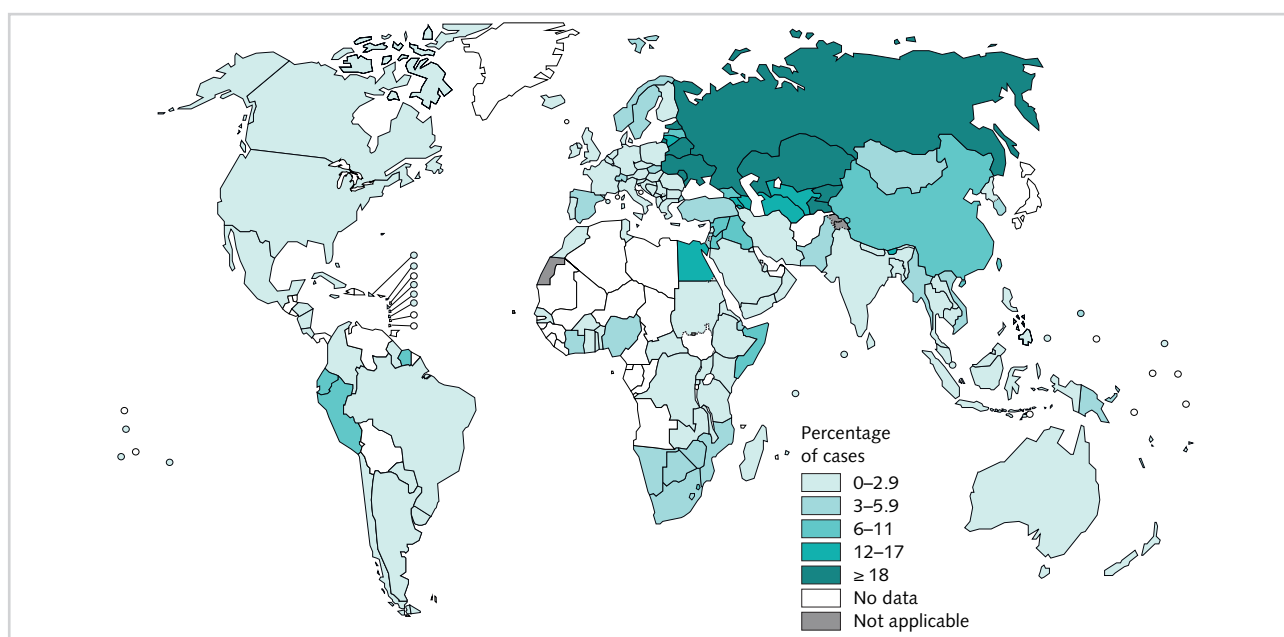 Percentage
of cases
0–2.9
3–5.9
6–11
12–17
≥ 18
No data
Not applicable